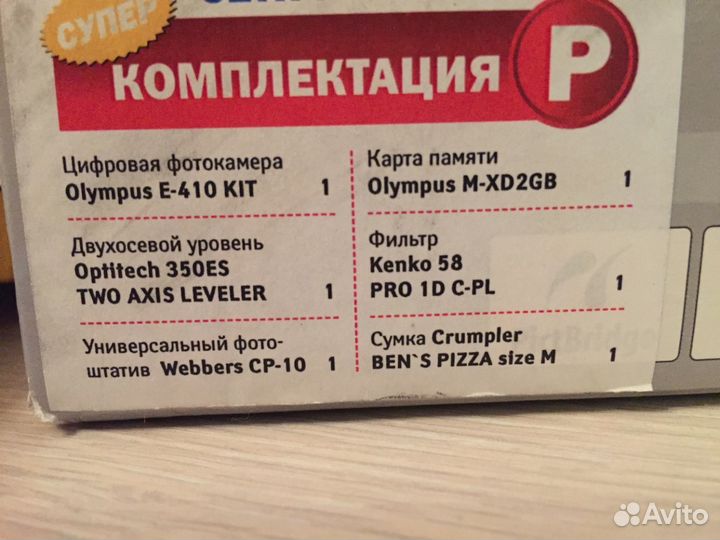 СУПЕР
КОМПЛЕКТАЦИЯ
P
Цифровая фотокамера
Olympus E-410 KIT 1
Двухосевой уровень
Optitech 350ES
TWO AXIS LEVELER 1
Универсальный фото-
штатив Webbers CP-10 1
Карта памяти
Olympus M-XD2GB 1
Фильтр
Kenko 58
PRO 1D C-PL 1
Сумка Crumpler
BEN`S PIZZA size M 1
Avito